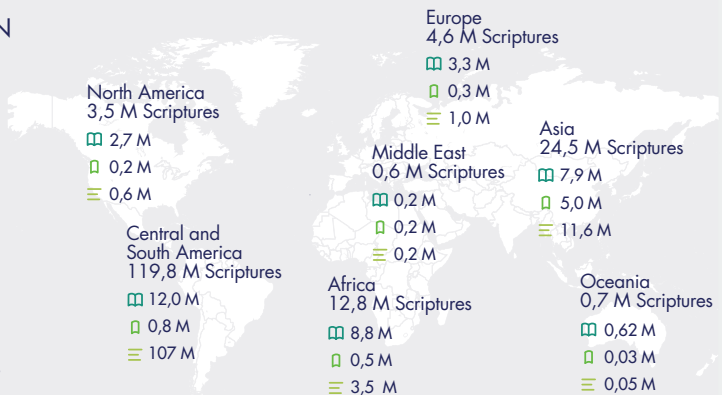 N
Europe
4,6 M Scriptures
3,3 M
0,3 M
1,0 M
North America
3,5 M Scriptures
2,7 M
0,2 M
0,6 M
Asia
24,5 M Scriptures
7,9 M
5,0 M
11,6 M
Middle East
0,6 M Scriptures
0,2 M
0,2 M
0,2 M
Central and
South America
119,8 M Scriptures
12,0 M
0,8 M
107 M
Africa
12,8 M Scriptures
8,8 M
0,5 M
3,5 M
Oceania
0,7 M Scriptures
0,62 M
0,03 M
0,05 M